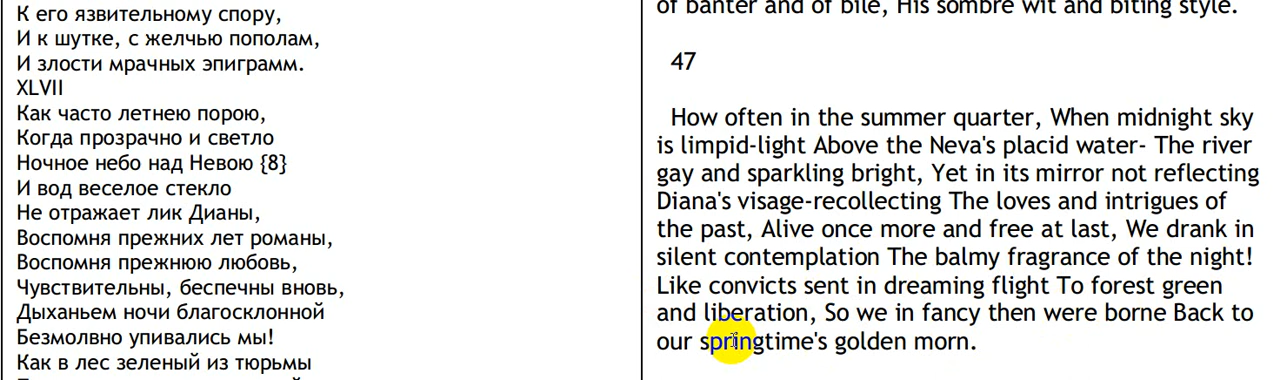 К его язвительному спору,
И к шутке, с желчью пополам,
И злости мрачных эпиграмм.
XLVII
Как часто летнею порою,
Когда прозрачно и светло
Ночное небо над Невою {8}
И вод веселое стекло
Не отражает лик Дианы,
Воспомня прежних лет романы,
Воспомня прежнюю любовь,
Чувствительны, беспечны вновь,
Дыханьем ночи благосклонной
Безмолвно упивались мы!
Как в лес зеленый из тюрьмы
of banter and of bile, His sombre wit and biting style.
47
How often in the summer quarter, When midnight sky
is limpid-light Above the Neva's placid water- The river
gay and sparkling bright, Yet in its mirror not reflecting
Diana's visage-recollecting The loves and intrigues of
the past, Alive once more and free at last, We drank in
silent contemplation The balmy fragrance of the night!
Like convicts sent in dreaming flight To forest green
and liberation, So we in fancy then were borne Back to
our springtime's golden morn.